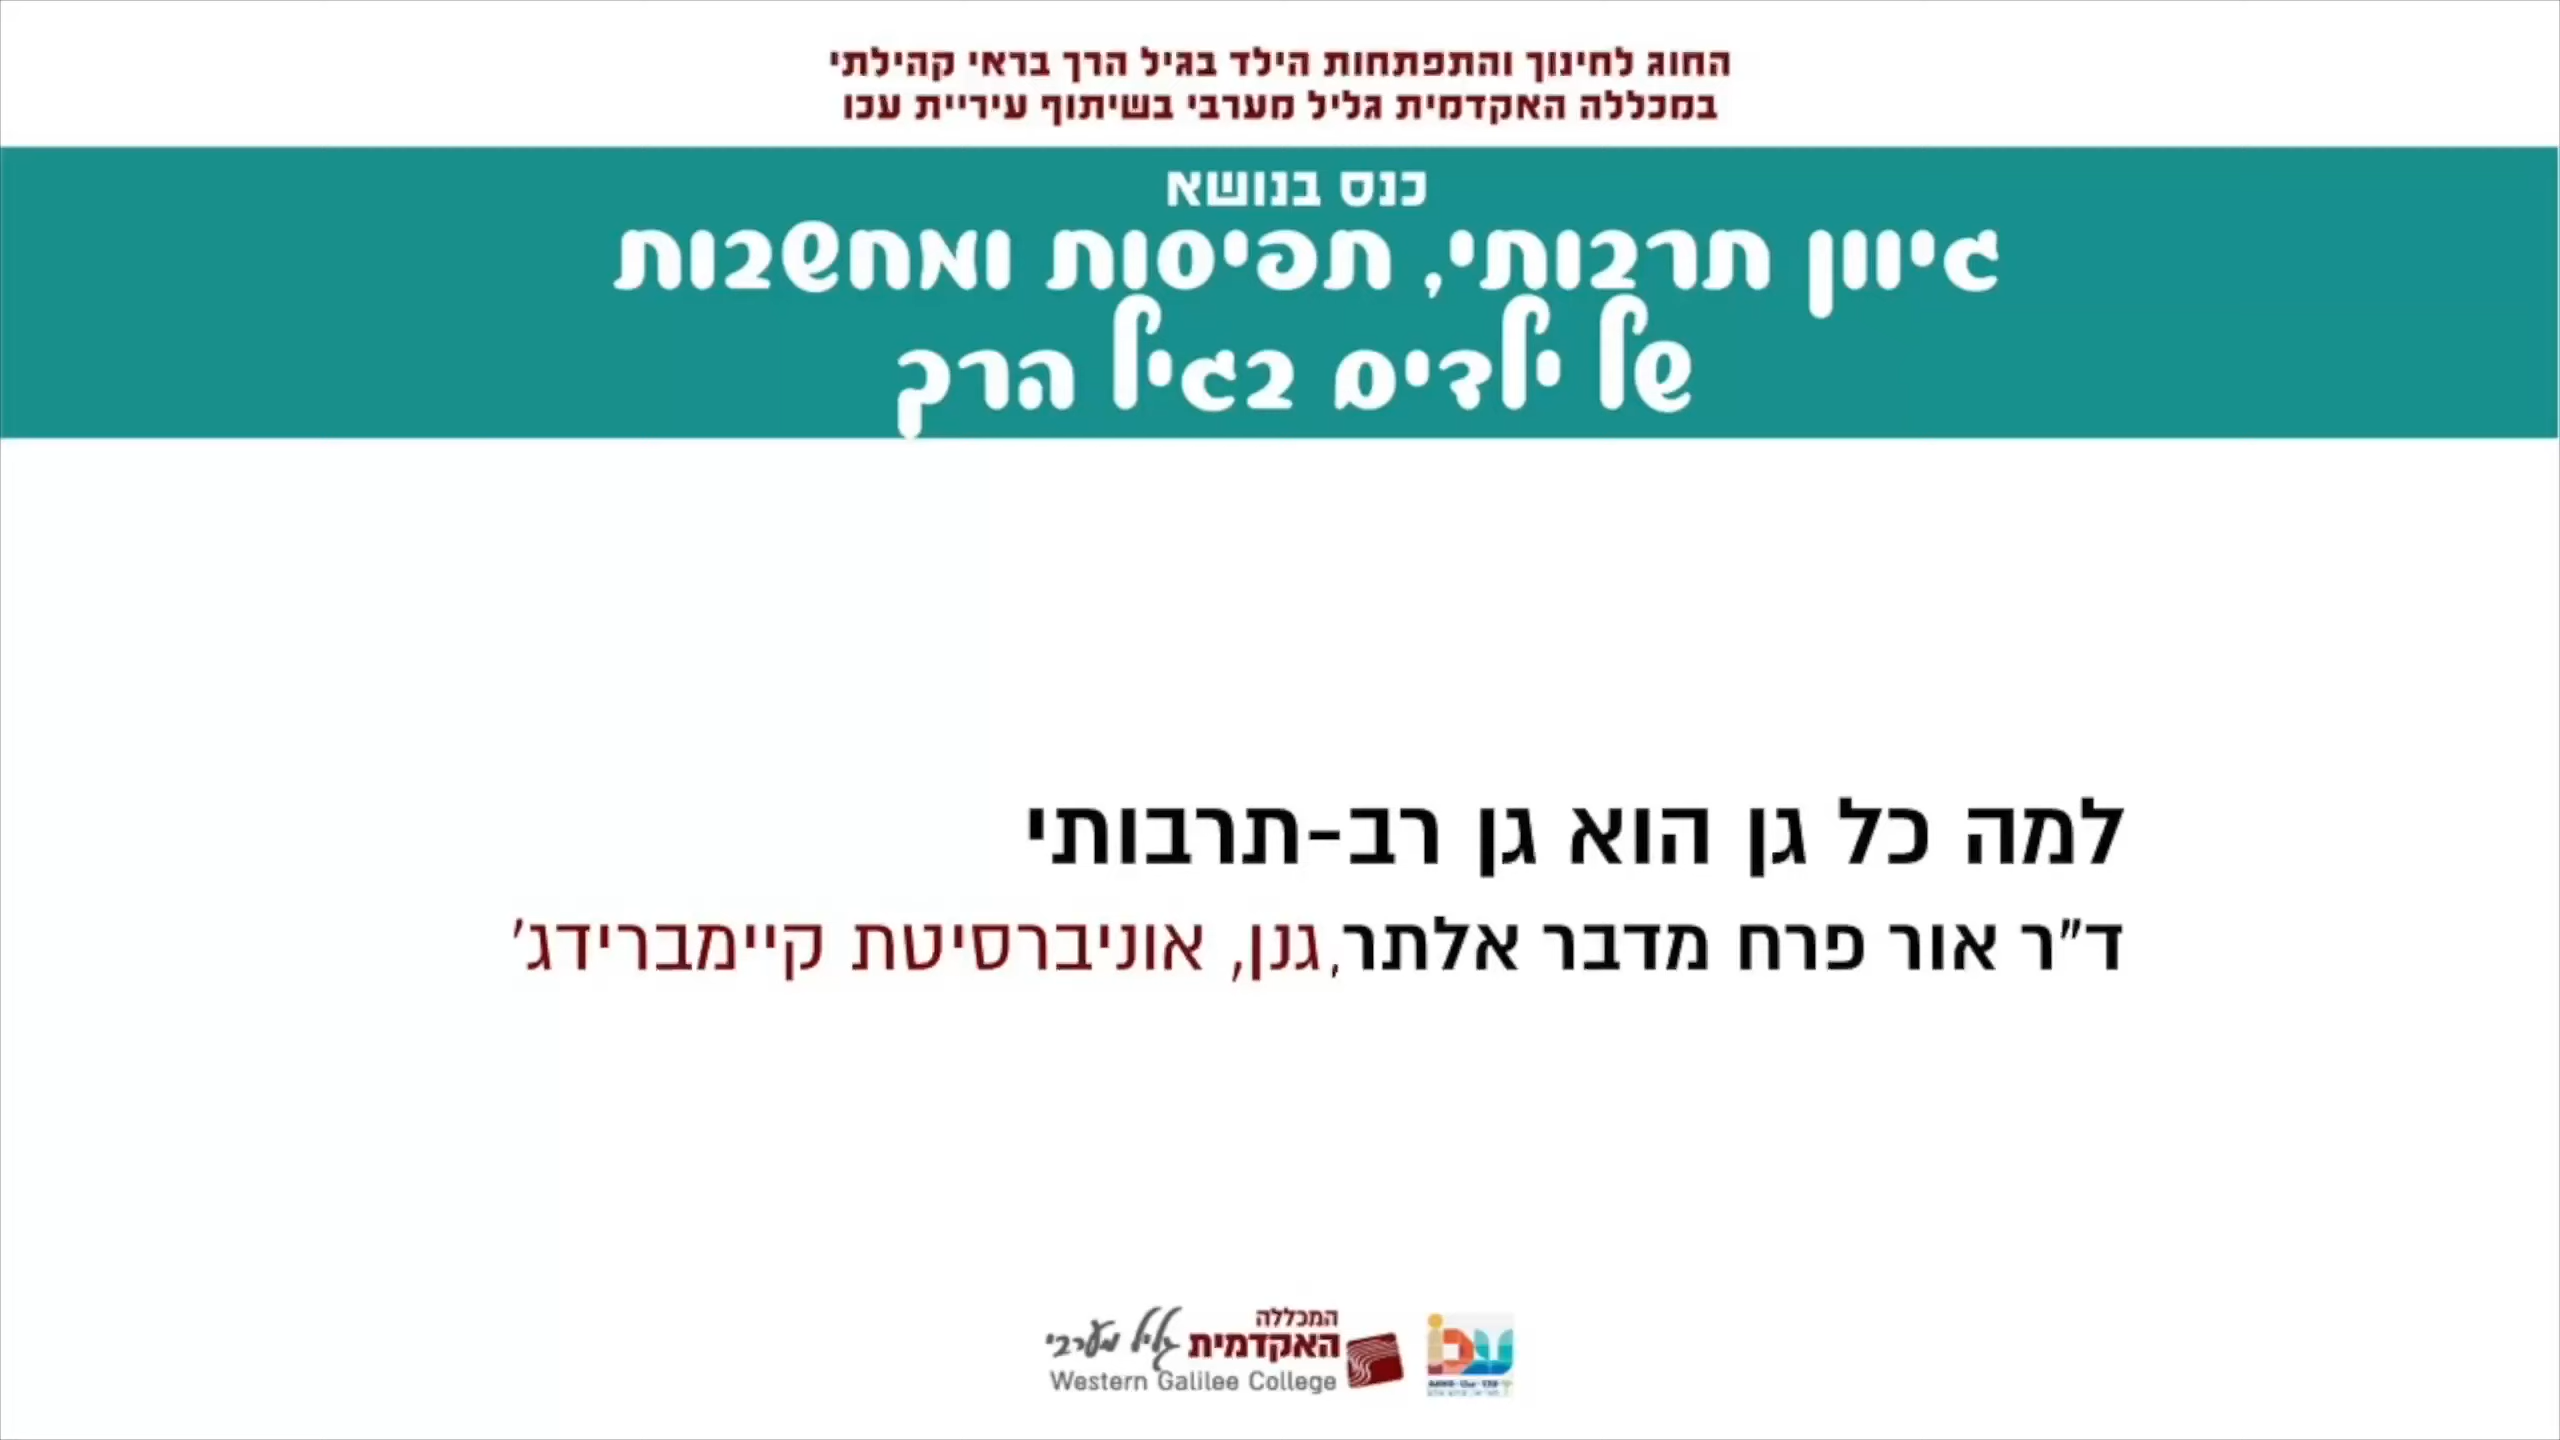 החוג לחינוך והתפתחות הילד בגיל הרך בראי קהילתי
במכללה האקדמית גליל מערבי בשיתוף עיריית עכו
כנס בנושא
גיוון תרבותי, תפיסות ומחשבות
של ילדים בגיל הרך
למה כל גן הוא גן רב-תרבותי
ד"ר אור פרח מדבר אלתר, גנן, אוניברסיטת קיימברידג'
המכללה
האקדמית גליל מערבי
Western Galilee College
עכו